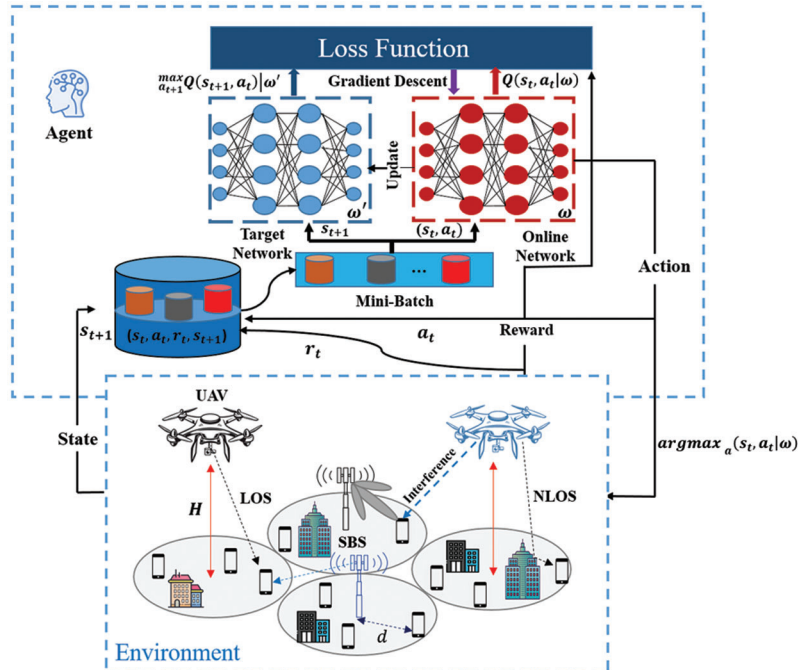 Loss Function
max Q(s_{t+1}, a_t)|ω′
a_{t+1}
Gradient Descent
Q(s_t, a_t|ω)
Agent
Update
ω′
ω
Target
Network
s_{t+1}
(s_t, a_t)
Online
Network
...
Mini-Batch
Action
s_{t+1}
(s_t, a_t, r_t, s_{t+1})
a_t
Reward
r_t
State
argmax_a(s_t, a_t|ω)
UAV
Interference
LOS
NLOS
H
SBS
d
Environment